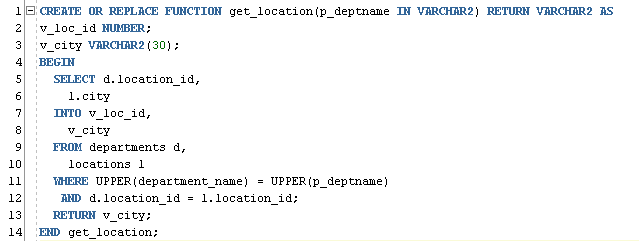 1 CREATE OR REPLACE FUNCTION get_location(p_deptname IN VARCHAR2) RETURN VARCHAR2 AS
2 v_loc_id NUMBER;
3 v_city VARCHAR2(30);
4 BEGIN
5   SELECT d.location_id,
6     l.city
7   INTO v_loc_id,
8     v_city
9   FROM departments d,
10     locations l
11   WHERE UPPER(department_name) = UPPER(p_deptname)
12    AND d.location_id = l.location_id;
13   RETURN v_city;
14 END get_location;